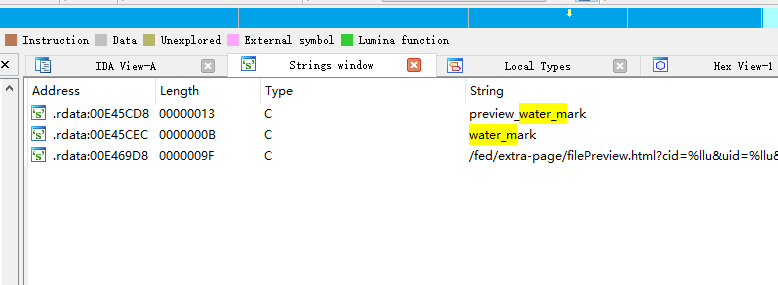 Instruction Data Unexplored External symbol Lumina function
IDA View-A Strings window Local Types Hex View-1
Address Length Type String
.rdata:00E45CD8 00000013 C preview_water_mark
.rdata:00E45CEC 0000000B C water_mark
.rdata:00E469D8 0000009F C /fed/extra-page/filePreview.html?cid=%llu&uid=%llu&